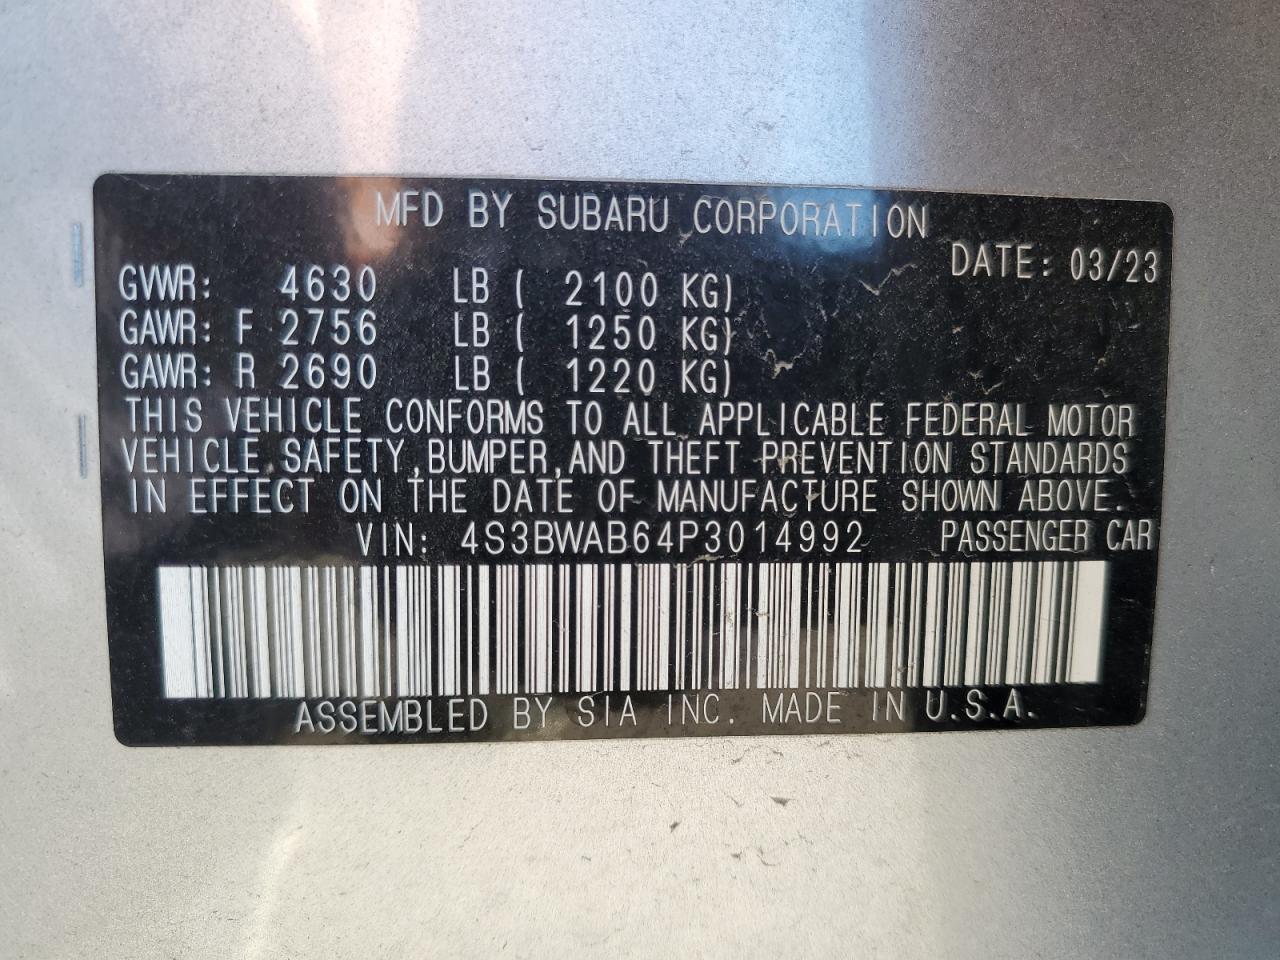 MFD BY SUBARU CORPORATION
DATE: 03/23
GVWR: 4630 LB ( 2100 KG)
GAWR: F 2756 LB ( 1250 KG)
GAWR: R 2690 LB ( 1220 KG)
THIS VEHICLE CONFORMS TO ALL APPLICABLE FEDERAL MOTOR
VEHICLE SAFETY,BUMPER,AND THEFT PREVENTION STANDARDS
IN EFFECT ON THE DATE OF MANUFACTURE SHOWN ABOVE.
VIN: 4S3BWAB64P3014992 PASSENGER CAR
ASSEMBLED BY SIA INC. MADE IN U.S.A.